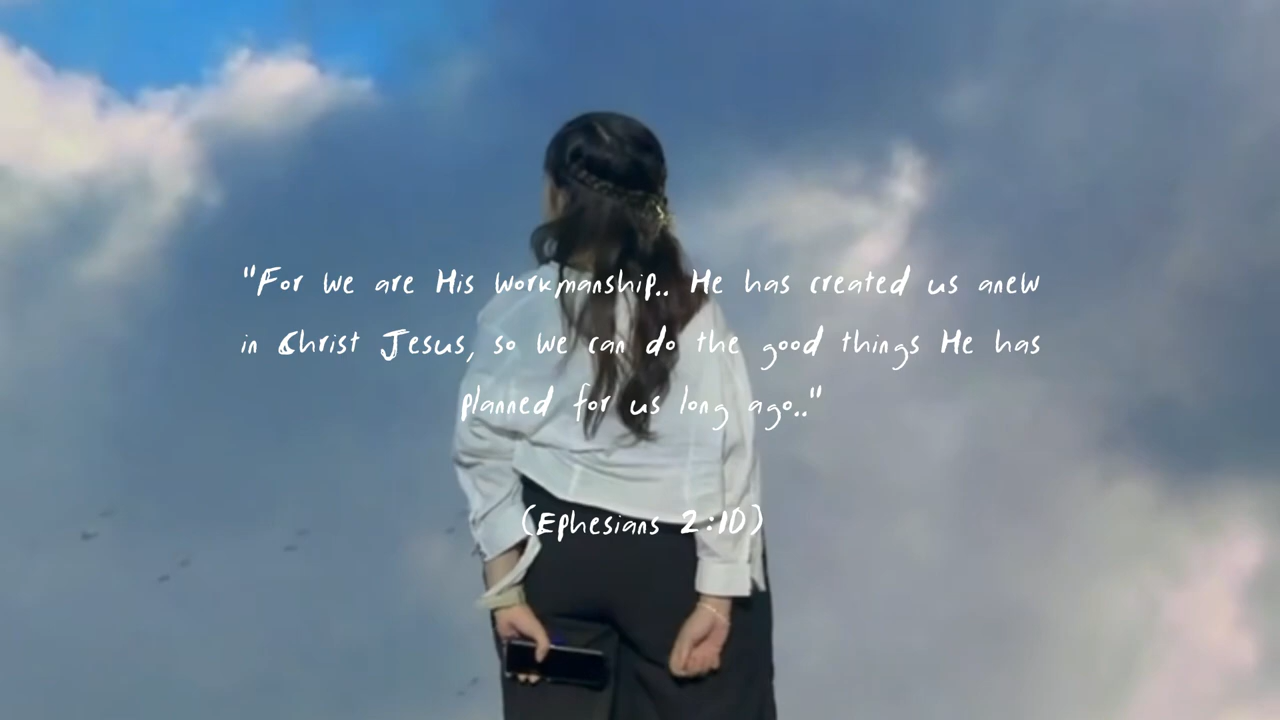 "For we are His workmanship.. He has created us anew
in Christ Jesus, so we can do the good things He has
planned for us long ago.."
(Ephesians 2:10)